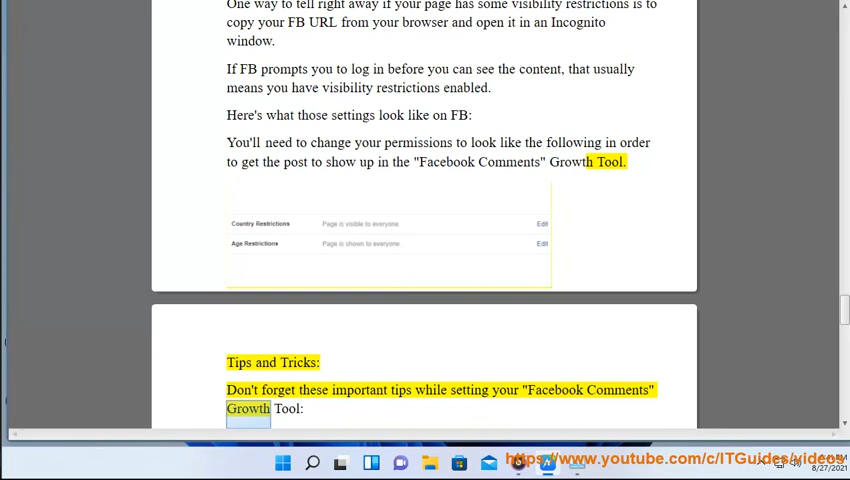 One way to tell right away if your page has some visibility restrictions is to
copy your FB URL from your browser and open it in an Incognito
window.
If FB prompts you to log in before you can see the content, that usually
means you have visibility restrictions enabled.
Here's what those settings look like on FB:
You'll need to change your permissions to look like the following in order
to get the post to show up in the "Facebook Comments" Growth Tool.
Country Restrictions Page is visible to everyone. Edit
Age Restrictions Page is shown to everyone. Edit
Tips and Tricks:
Don't forget these important tips while setting your "Facebook Comments"
Growth Tool:
https://www.youtube.com/c/ITGuides/videos
8/27/2021